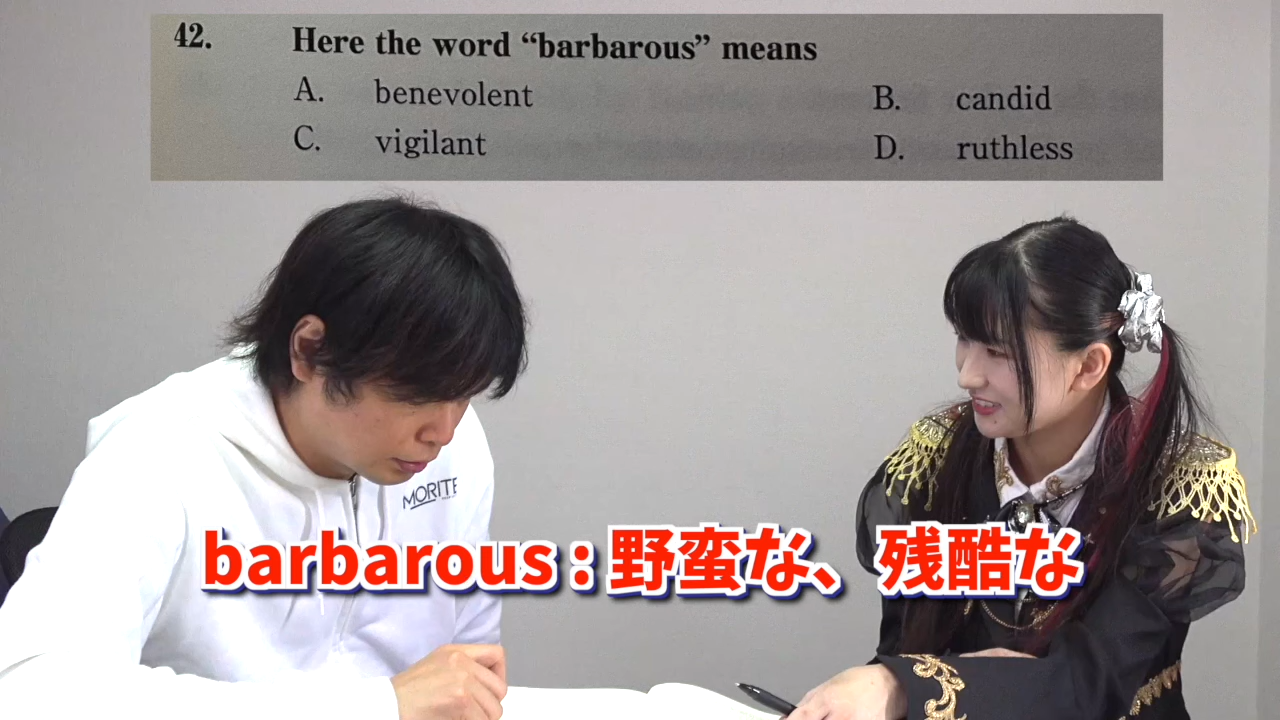 42. Here the word “barbarous” means
A. benevolent B. candid
C. vigilant D. ruthless
MORITE
barbarous : 野蛮な、残酷な